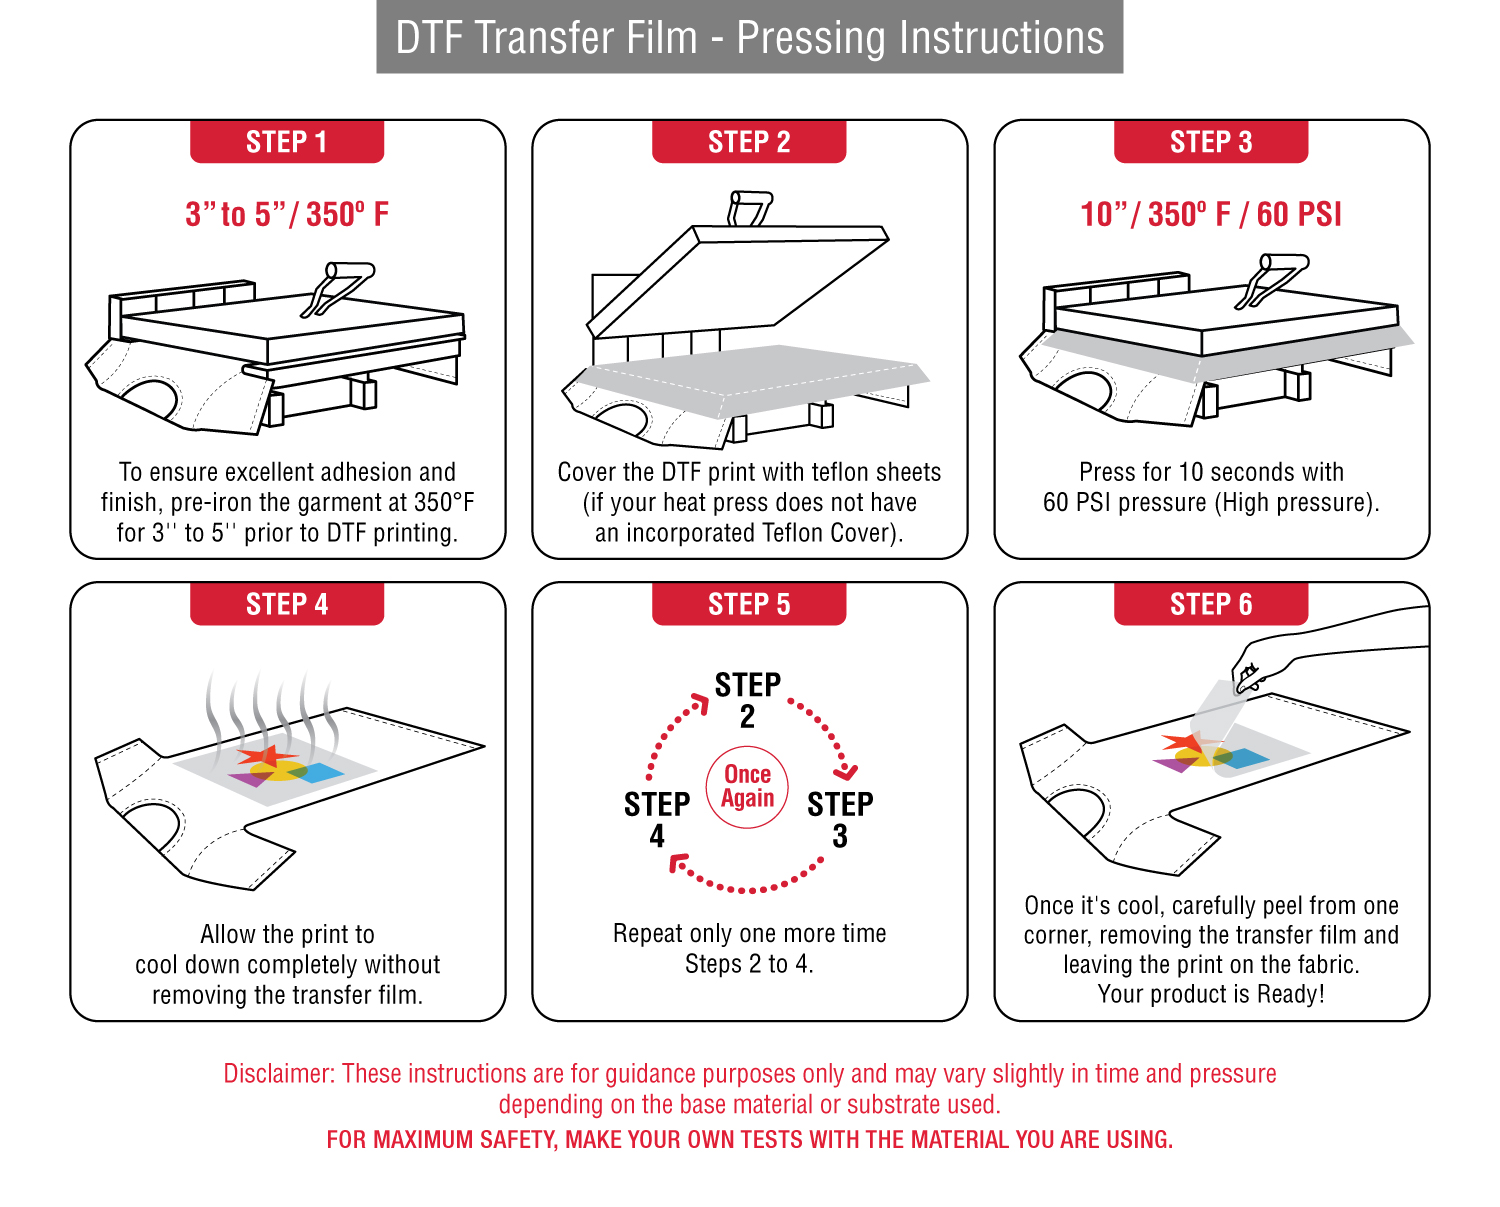 DTF Transfer Film - Pressing Instructions
STEP 1
3” to 5” / 350º F
To ensure excellent adhesion and
finish, pre-iron the garment at 350°F
for 3'' to 5'' prior to DTF printing.
STEP 2
Cover the DTF print with teflon sheets
(if your heat press does not have
an incorporated Teflon Cover).
STEP 3
10” / 350º F / 60 PSI
Press for 10 seconds with
60 PSI pressure (High pressure).
STEP 4
Allow the print to
cool down completely without
removing the transfer film.
STEP 5
STEP
2
STEP
3
STEP
4
Once
Again
Repeat only one more time
Steps 2 to 4.
STEP 6
Once it's cool, carefully peel from one
corner, removing the transfer film and
leaving the print on the fabric.
Your product is Ready!
Disclaimer: These instructions are for guidance purposes only and may vary slightly in time and pressure
depending on the base material or substrate used.
FOR MAXIMUM SAFETY, MAKE YOUR OWN TESTS WITH THE MATERIAL YOU ARE USING.